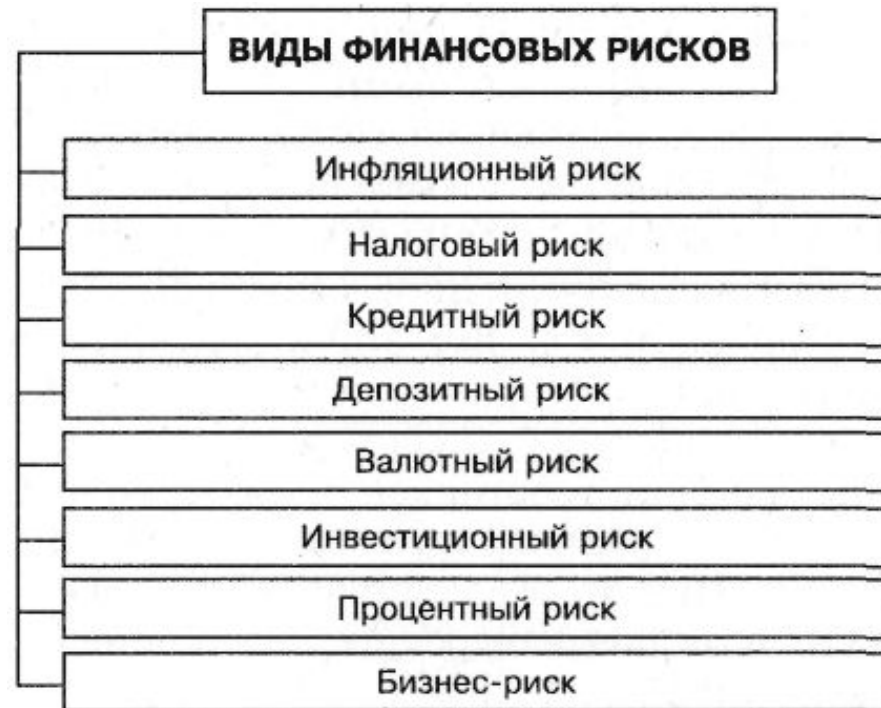 ВИДЫ ФИНАНСОВЫХ РИСКОВ
Инфляционный риск
Налоговый риск
Кредитный риск
Депозитный риск
Валютный риск
Инвестиционный риск
Процентный риск
Бизнес-риск